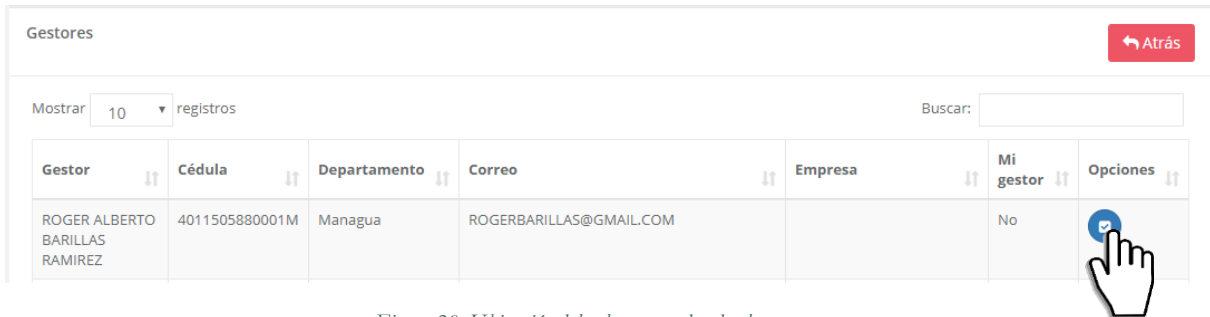 Gestores
Atrás
Mostrar 10 registros
Buscar:
Gestor Cédula Departamento Correo Empresa Mi gestor Opciones
ROGER ALBERTO 4011505880001M Managua ROGERBARILLAS@GMAIL.COM No
BARILLAS
RAMIREZ